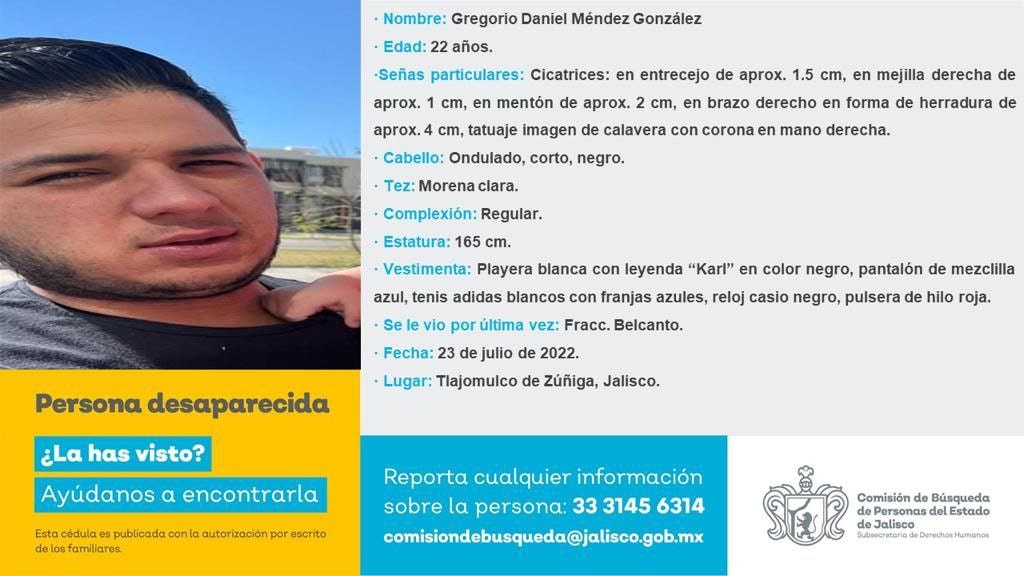 · Nombre: Gregorio Daniel Méndez González
· Edad: 22 años.
·Señas particulares: Cicatrices: en entrecejo de aprox. 1.5 cm, en mejilla derecha de
aprox. 1 cm, en mentón de aprox. 2 cm, en brazo derecho en forma de herradura de
aprox. 4 cm, tatuaje imagen de calavera con corona en mano derecha.
· Cabello: Ondulado, corto, negro.
· Tez: Morena clara.
· Complexión: Regular.
· Estatura: 165 cm.
· Vestimenta: Playera blanca con leyenda “Karl” en color negro, pantalón de mezclilla
azul, tenis adidas blancos con franjas azules, reloj casio negro, pulsera de hilo roja.
· Se le vio por última vez: Fracc. Belcanto.
· Fecha: 23 de julio de 2022.
· Lugar: Tlajomulco de Zúñiga, Jalisco.
Persona desaparecida
¿La has visto?
Ayúdanos a encontrarla
Esta cédula es publicada con la autorización por escrito
de los familiares.
Reporta cualquier información
sobre la persona: 33 3145 6314
comisiondebusqueda@jalisco.gob.mx
Comisión de Búsqueda
de Personas del Estado
de Jalisco
Subsecretaría de Derechos Humanos